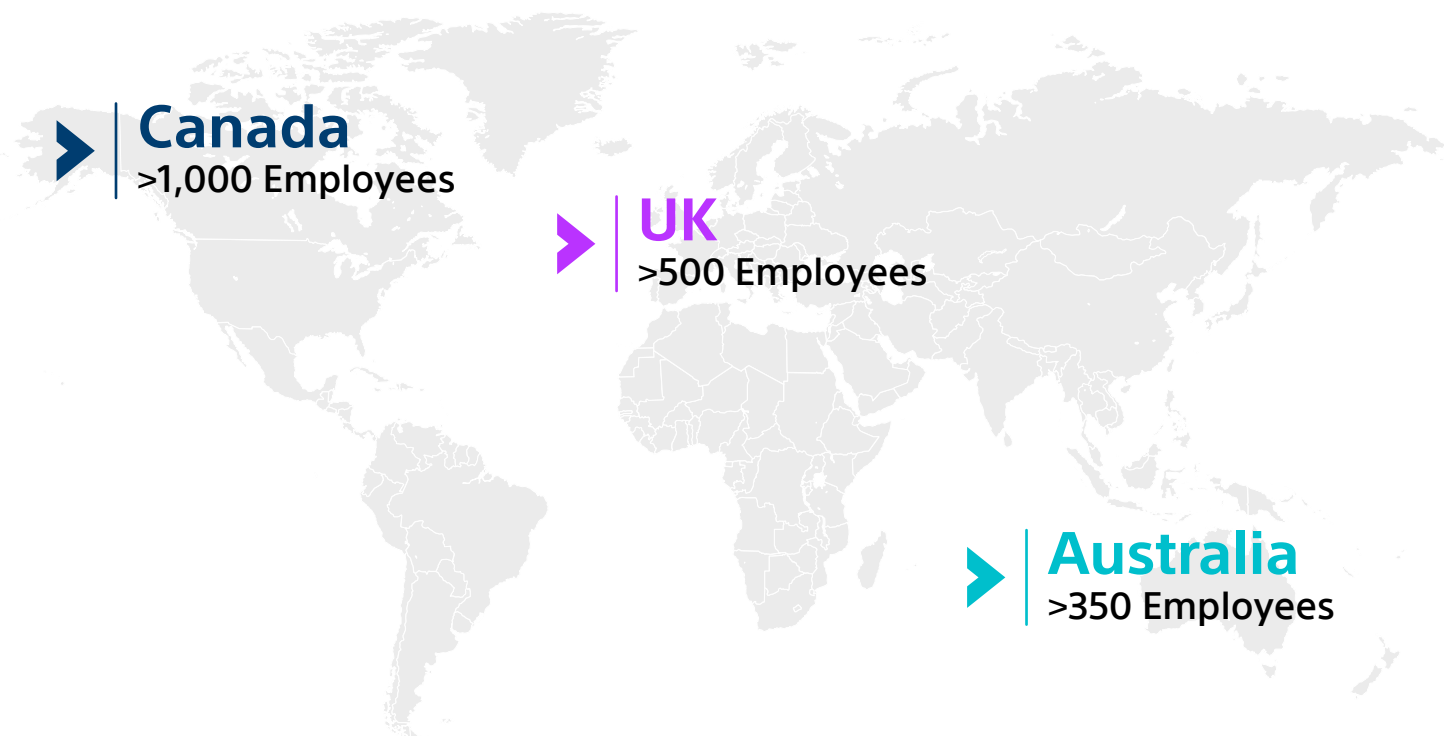 Canada
>1,000 Employees
UK
>500 Employees
Australia
>350 Employees